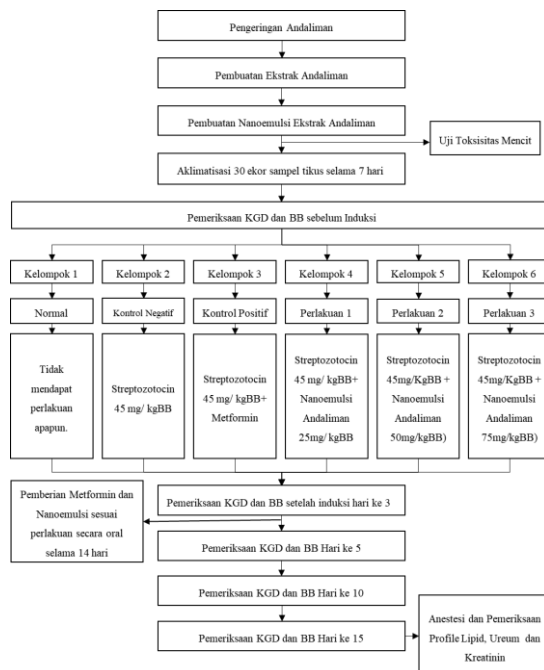 Pengeringan Andaliman
Pembuatan Ekstrak Andaliman
Pembuatan Nanoemulsi Ekstrak Andaliman
Uji Toksisitas Mencit
Aklimatisasi 30 ekor sampel tikus selama 7 hari
Pemeriksaan KGD dan BB sebelum Induksi
Kelompok 1
Kelompok 2
Kelompok 3
Kelompok 4
Kelompok 5
Kelompok 6
Normal
Kontrol Negatif
Kontrol Positif
Perlakuan 1
Perlakuan 2
Perlakuan 3
Tidak
mendapat
perlakuan
apapun.
Streptozotocin
45 mg/ kgBB
Streptozotocin
45 mg/ kgBB+
Metformin
Streptozotocin
45 mg/ kgBB+
Nanoemulsi
Andaliman
25mg/ kgBB
Streptozotocin
45mg/KgBB +
Nanoemulsi
Andaliman
50mg/kgBB)
Streptozotocin
45mg/KgBB +
Nanoemulsi
Andaliman
75mg/kgBB)
Pemeriksaan KGD dan BB setelah induksi hari ke 3
Pemberian Metformin dan
Nanoemulsi sesuai
perlakuan secara oral
selama 14 hari
Pemeriksaan KGD dan BB Hari ke 5
Pemeriksaan KGD dan BB Hari ke 10
Pemeriksaan KGD dan BB Hari ke 15
Anestesi dan Pemeriksaan
Profile Lipid, Ureum dan
Kreatinin